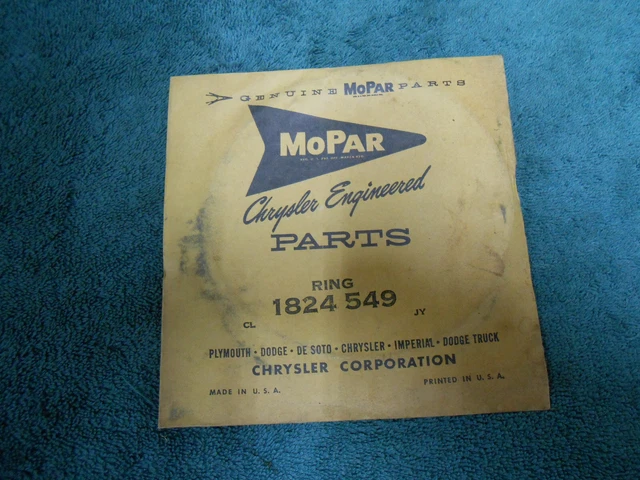 GENUINE MoPAR PARTS
MoPAR
Chrysler Engineered
PARTS
RING
1824 549
CL JY
PLYMOUTH • DODGE • DE SOTO • CHRYSLER • IMPERIAL • DODGE TRUCK
CHRYSLER CORPORATION
MADE IN U.S.A. PRINTED IN U.S.A.